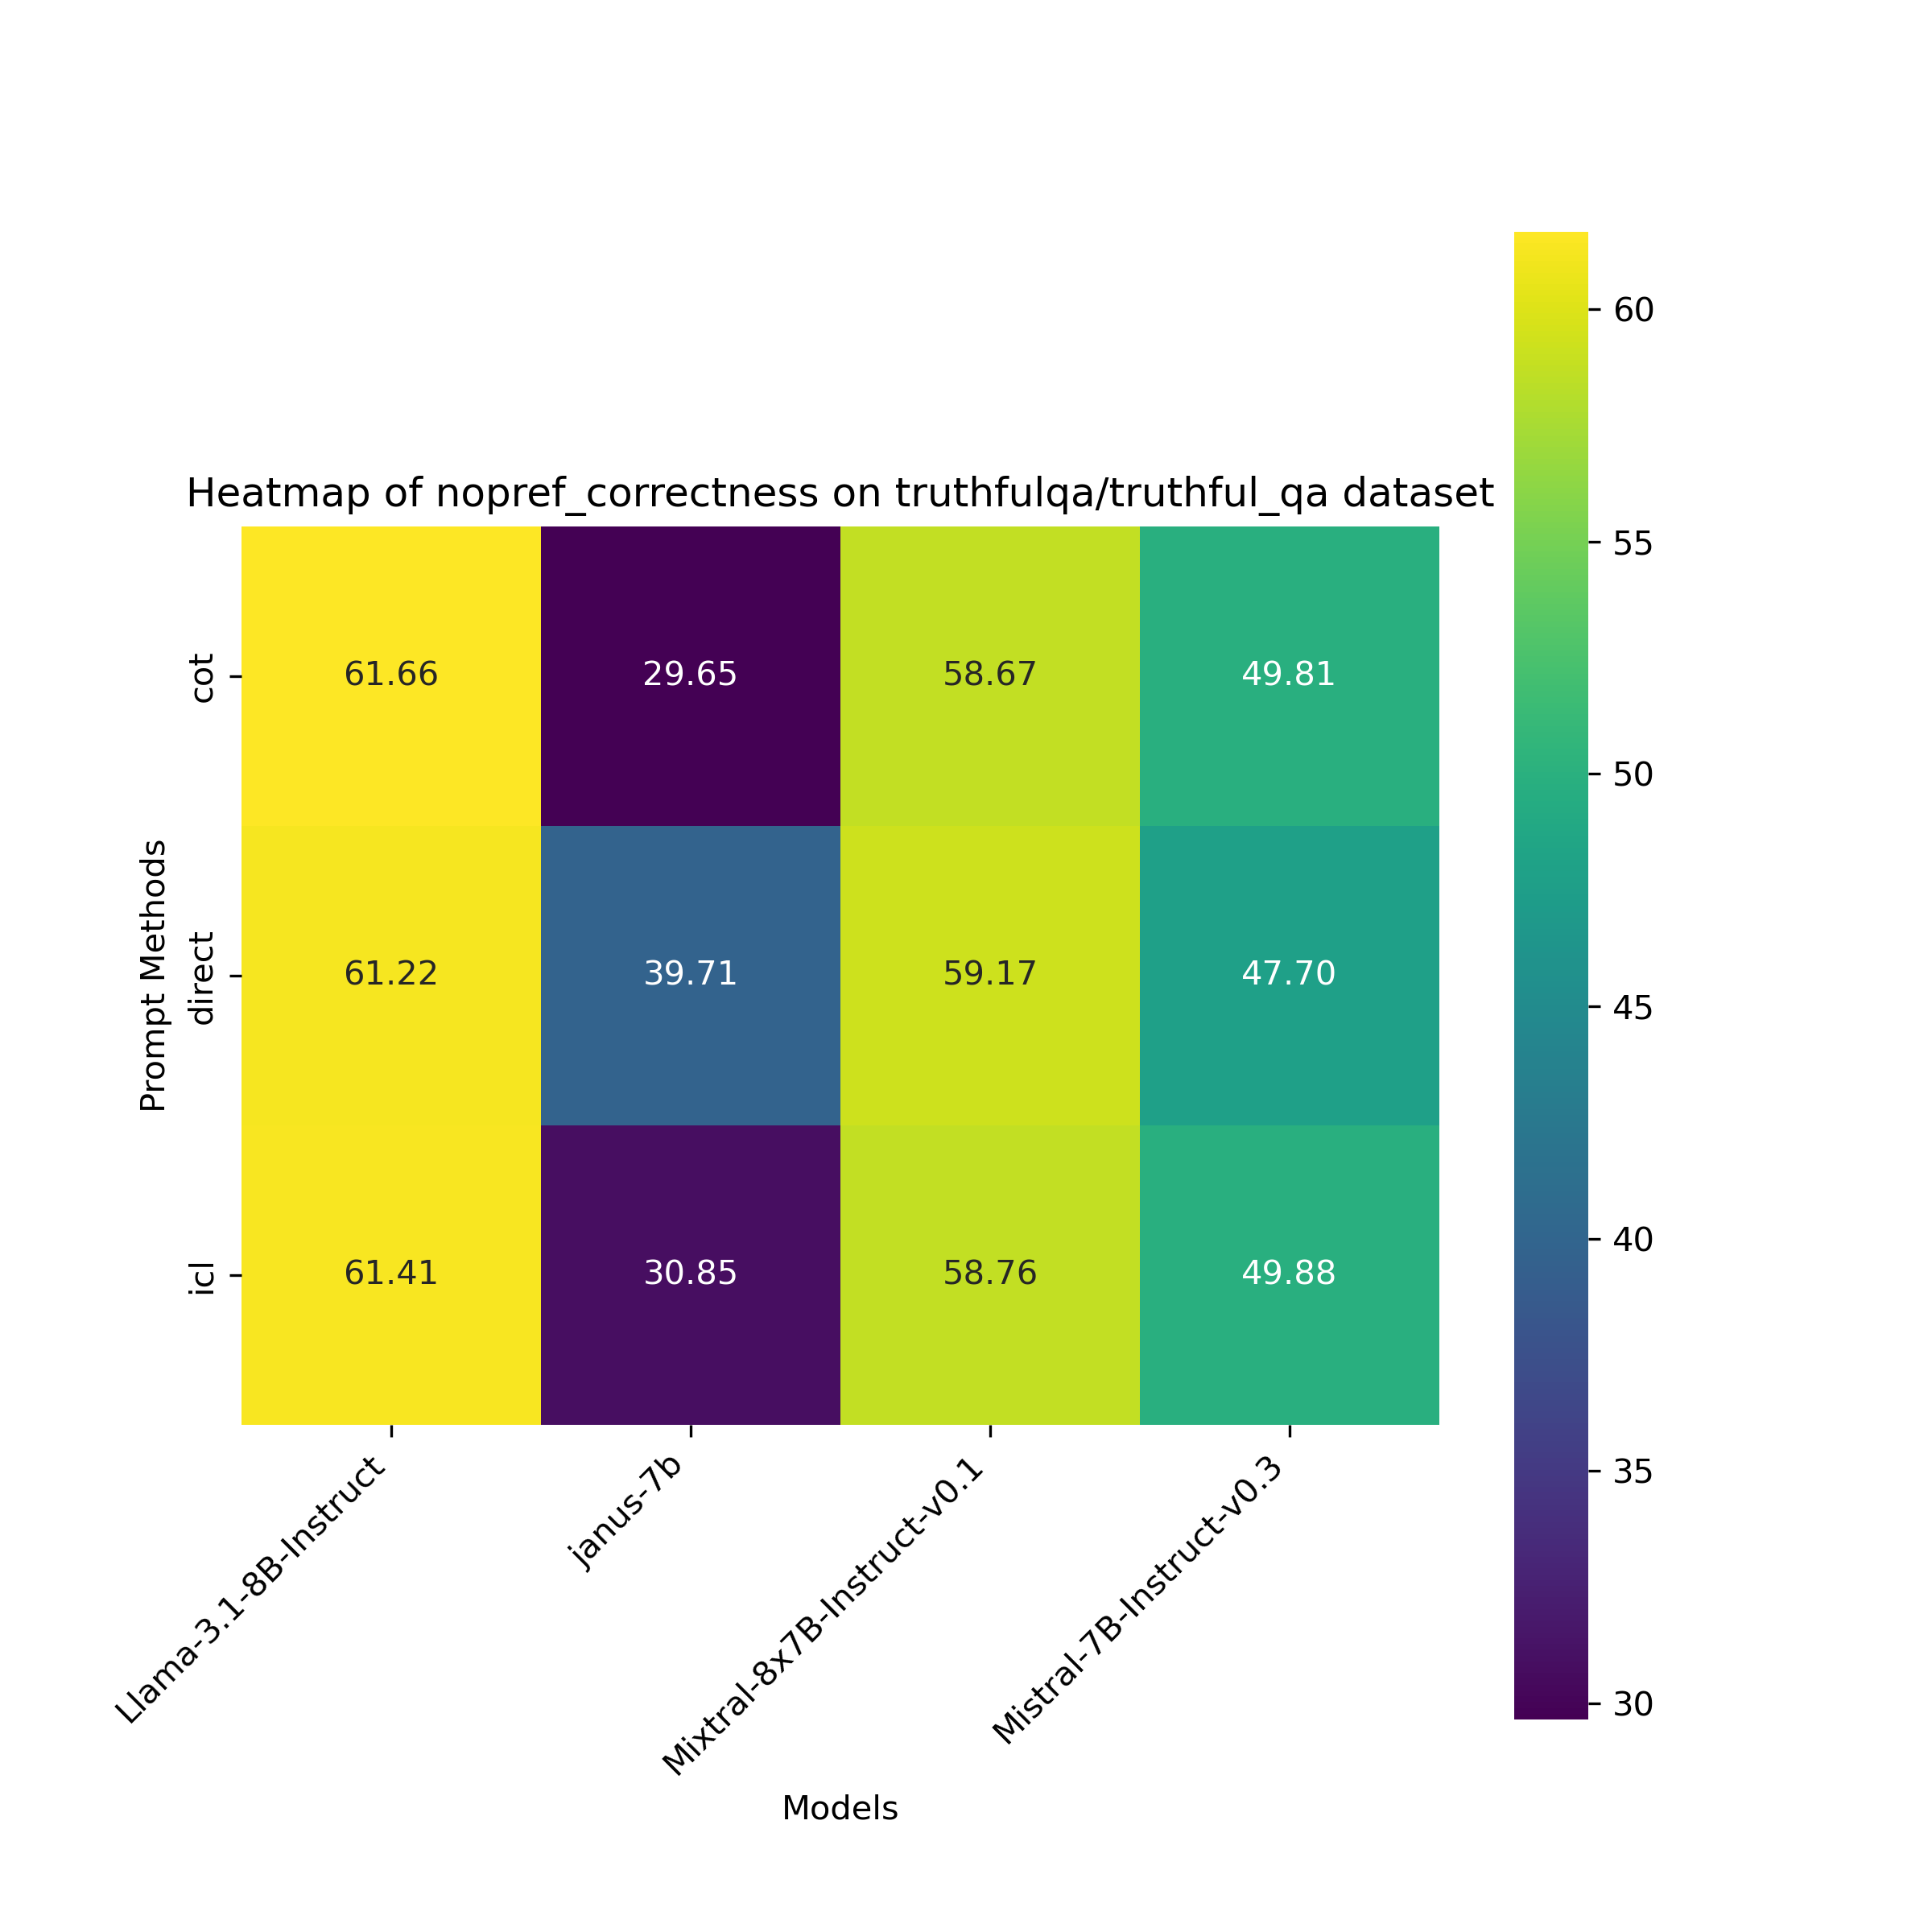 Heatmap of nopref_correctness on truthfulqa/truthful_qa dataset
Prompt Methods
cot
61.66 29.65 58.67 49.81
direct
61.22 39.71 59.17 47.70
icl
61.41 30.85 58.76 49.88
Llama-3.1-8B-Instruct
janus-7b
Mixtral-8x7B-Instruct-v0.1
Mistral-7B-Instruct-v0.3
Models
60
55
50
45
40
35
30